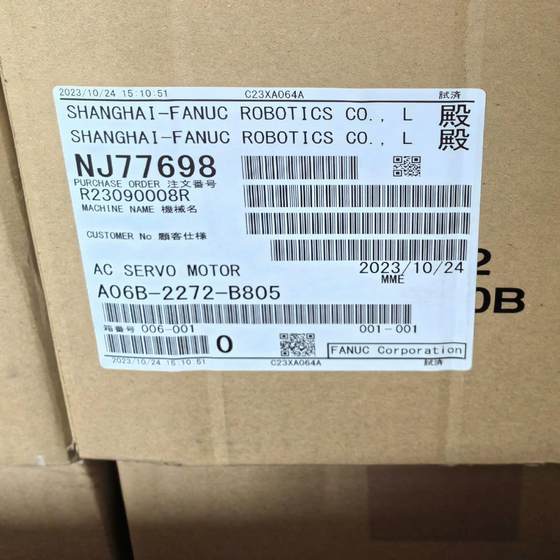 2023/10/24 15:10:51 C23XA064A 試済
SHANGHAI-FANUC ROBOTICS CO., L 殿
SHANGHAI-FANUC ROBOTICS CO., L 殿
NJ77698
PURCHASE ORDER 注文番号
R23090008R
MACHINE NAME 機械名
CUSTOMER No 顧客仕様
AC SERVO MOTOR 2023/10/24
MME
A06B-2272-B805
箱番号 006-001 001-001
0 FANUC Corporation
2023/10/24 15:10:51 C23XA064A 試済
2
0B